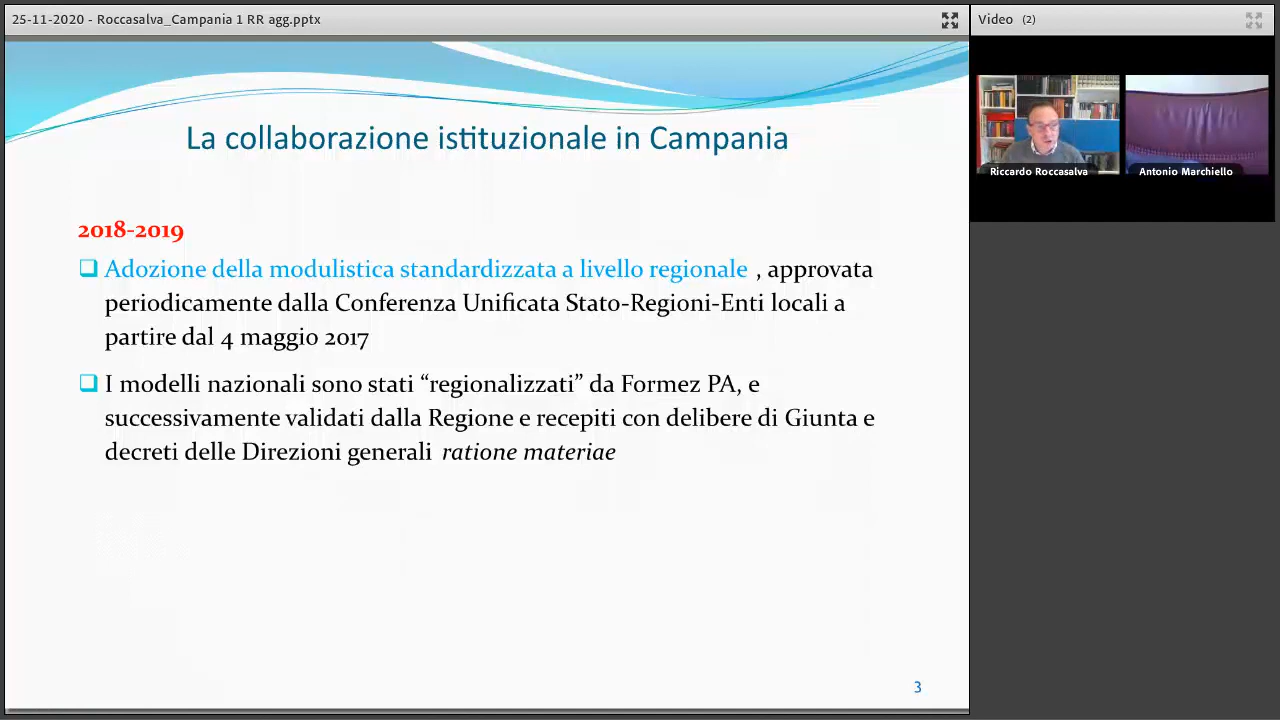 25-11-2020 - Roccasalva_Campania 1 RR agg.pptx
Video (2)
Riccardo Roccasalva
Antonio Marchiello
La collaborazione istituzionale in Campania
2018-2019
Adozione della modulistica standardizzata a livello regionale , approvata
periodicamente dalla Conferenza Unificata Stato-Regioni-Enti locali a
partire dal 4 maggio 2017
I modelli nazionali sono stati “regionalizzati” da Formez PA, e
successivamente validati dalla Regione e recepiti con delibere di Giunta e
decreti delle Direzioni generali ratione materiae
3